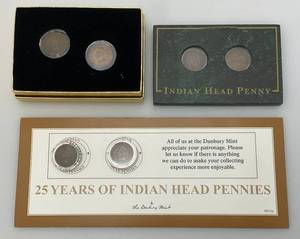 INDIAN HEAD PENNY
All of us at the Danbury Mint
appreciate your patronage. Please
let us know if there is anything
we can do to make your collecting
experience more enjoyable.
25 YEARS OF INDIAN HEAD PENNIES
The Danbury Mint